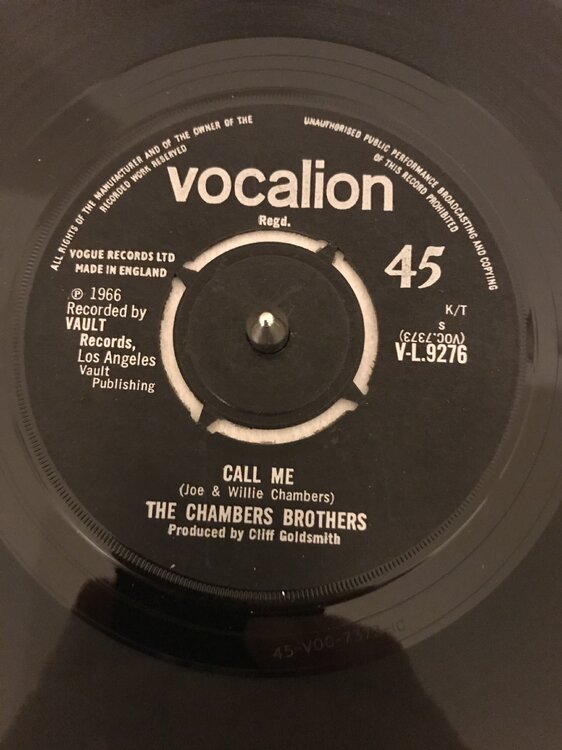 ALL RIGHTS OF THE MANUFACTURER AND OF THE OWNER OF THE
RECORDED WORK RESERVED
UNAUTHORISED PUBLIC PERFORMANCE BROADCASTING AND COPYING
OF THIS RECORD PROHIBITED
vocalion
Regd.
VOGUE RECORDS LTD
MADE IN ENGLAND
45
℗ 1966
Recorded by
VAULT
Records,
Los Angeles
Vault
Publishing
K/T
S
(VOC.7373)
V-L.9276
CALL ME
(Joe & Willie Chambers)
THE CHAMBERS BROTHERS
Produced by Cliff Goldsmith